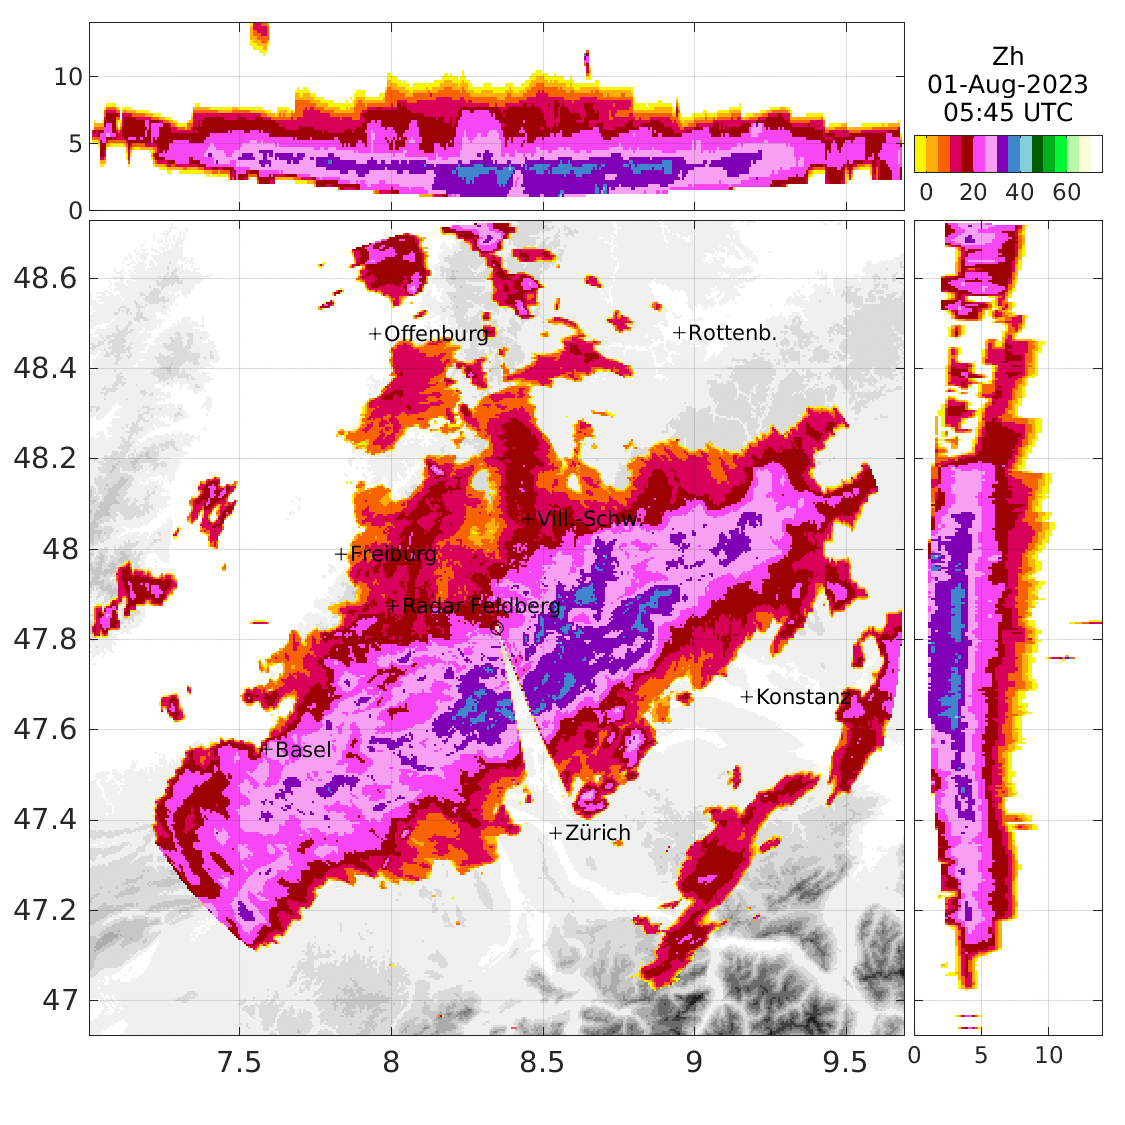 10
5
0
Zh
01-Aug-2023
05:45 UTC
0 20 40 60
48.6
48.4
48.2
48
47.8
47.6
47.4
47.2
47
+Offenburg
+Rottenb.
+Vill.-Schw.
+Freiburg
+Radar Feldberg
+Konstanz
+Basel
+Zürich
7.5 8 8.5 9 9.5
0 5 10